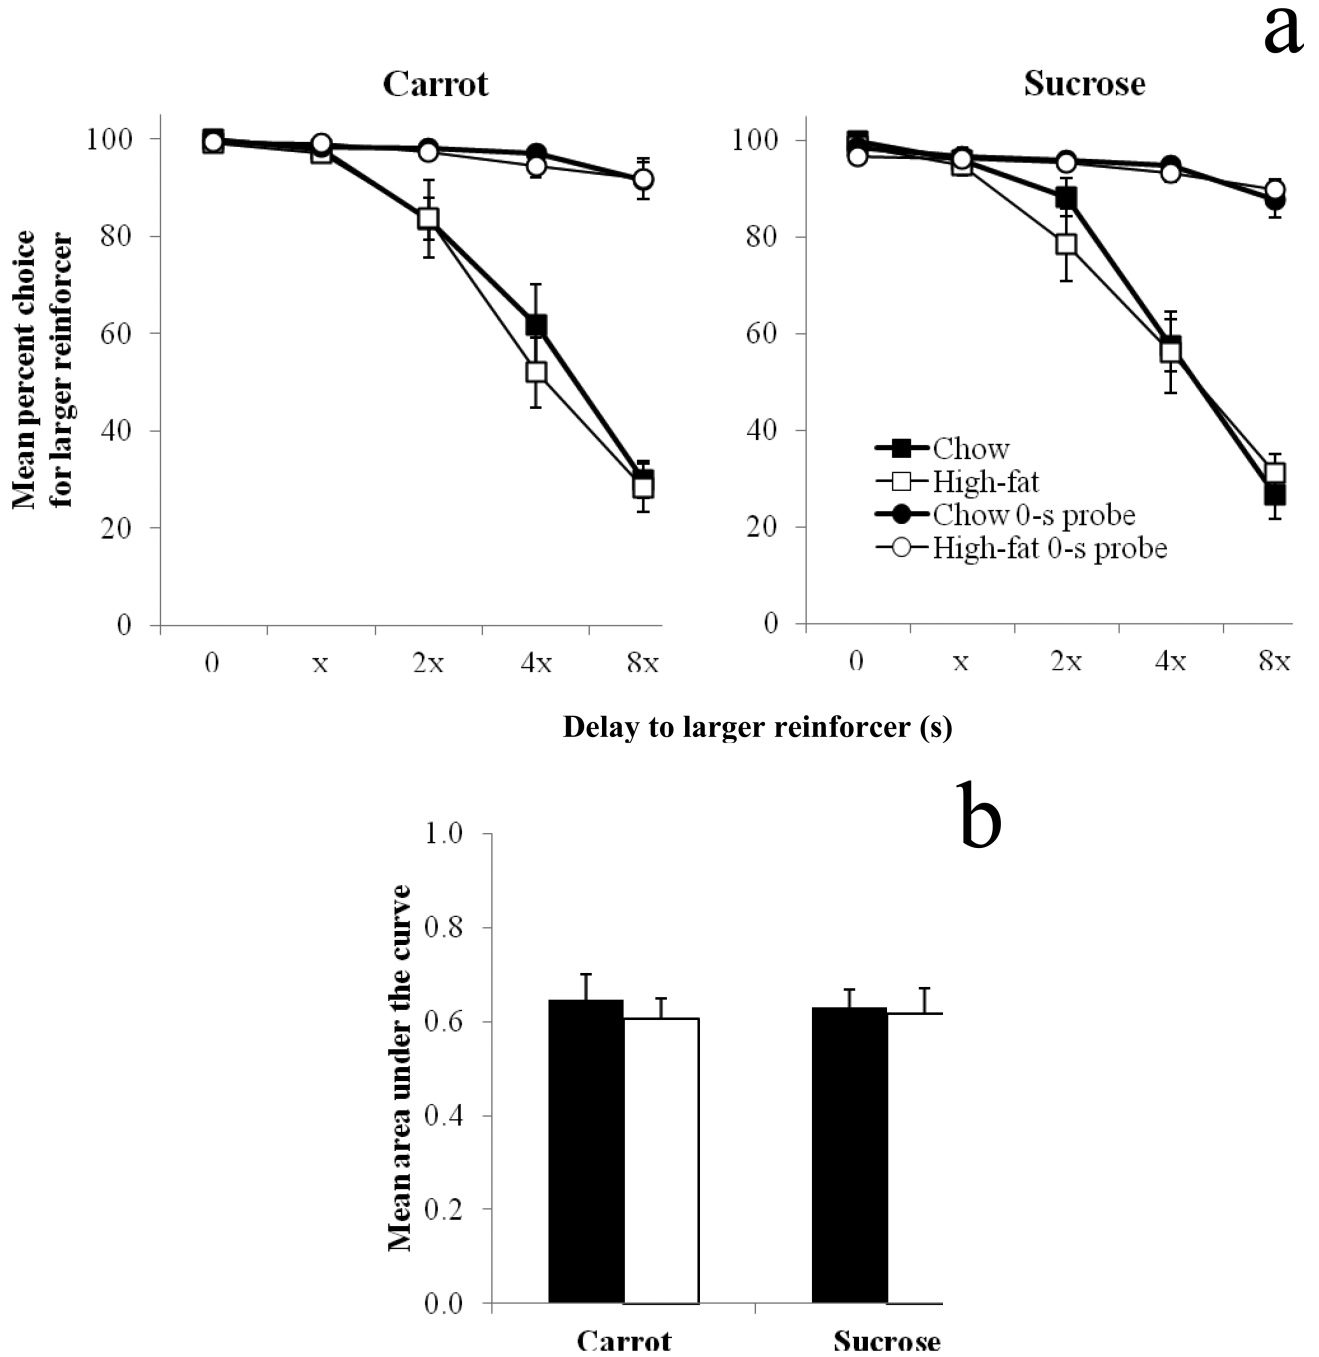 a
Carrot
Sucrose
Mean percent choice
for larger reinforcer
100
80
60
40
20
0
0 x 2x 4x 8x
100
80
60
40
20
0
Chow
High-fat
Chow 0-s probe
High-fat 0-s probe
0 x 2x 4x 8x
Delay to larger reinforcer (s)
b
Mean area under the curve
1.0
0.8
0.6
0.4
0.2
0.0
Carrot Sucrose